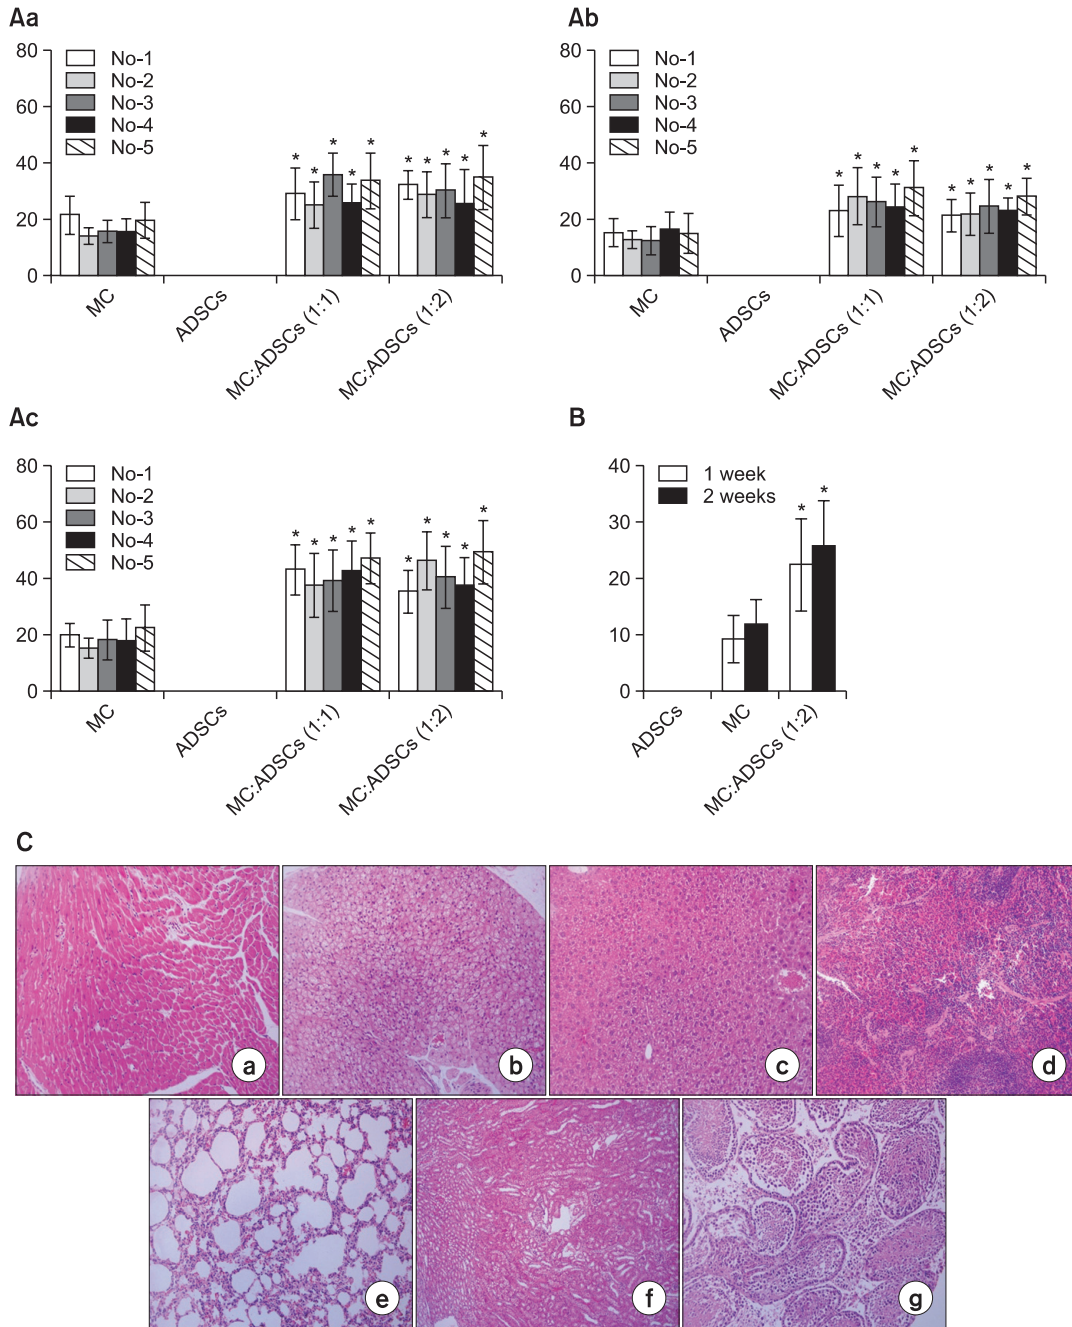 Aa
80
60
40
20
0
No-1
No-2
No-3
No-4
No-5
* * * * *
* * * * *
MC
ADSCs
MC:ADSCs (1:1)
MC:ADSCs (1:2)
Ab
80
60
40
20
0
No-1
No-2
No-3
No-4
No-5
* * * * *
* * * * *
MC
ADSCs
MC:ADSCs (1:1)
MC:ADSCs (1:2)
Ac
80
60
40
20
0
No-1
No-2
No-3
No-4
No-5
* * * * *
* * * * *
MC
ADSCs
MC:ADSCs (1:1)
MC:ADSCs (1:2)
B
40
30
20
10
0
1 week
2 weeks
* *
ADSCs
MC
MC:ADSCs (1:2)
C
a
b
c
d
e
f
g